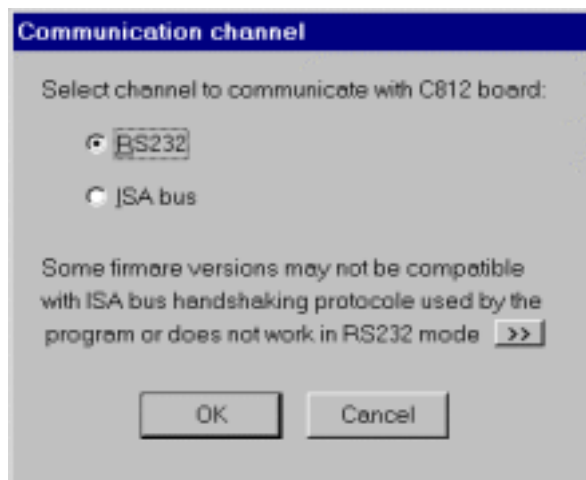 Communication channel
Select channel to communicate with C812 board:
RS232
ISA bus
Some firmare versions may not be compatible
with ISA bus handshaking protocole used by the
program or does not work in RS232 mode >>
OK Cancel